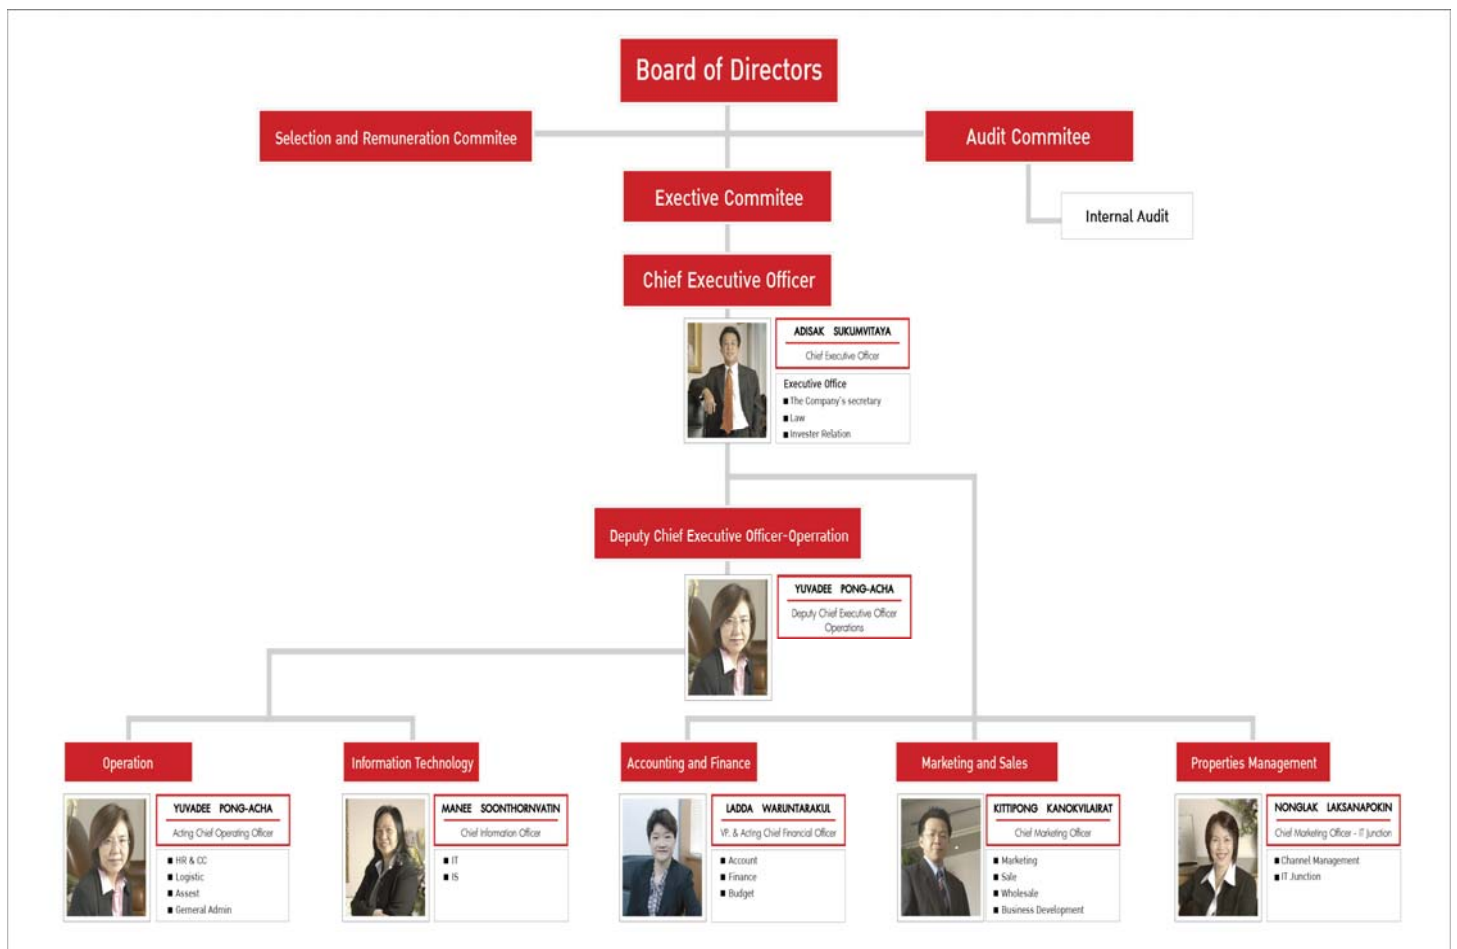 Board of Directors
Selection and Remuneration Commitee
Audit Commitee
Exective Commitee
Internal Audit
Chief Executive Officer
ADISAK SUKUMVITAYA
Chief Executive Officer
Executive Office
The Company's secretary
Law
Invester Relation
Deputy Chief Executive Officer-Operration
YUVADEE PONG-ACHA
Deputy Chief Executive Officer
Operations
Operation
YUVADEE PONG-ACHA
Acting Chief Operating Officer
HR & CC
Logistic
Assest
Gemeral Admin
Information Technology
MANEE SOONTHORNVATIN
Chief Information Officer
IT
IS
Accounting and Finance
LADDA WARUNTARAKUL
VP. & Acting Chief Financial Officer
Account
Finance
Budget
Marketing and Sales
KITTIPONG KANOKVILAIRAT
Chief Marketing Officer
Marketing
Sale
Wholesale
Business Development
Properties Management
NONGLAK LAKSANAPOKIN
Chief Marketing Officer - IT Junction
Channel Management
IT Junction